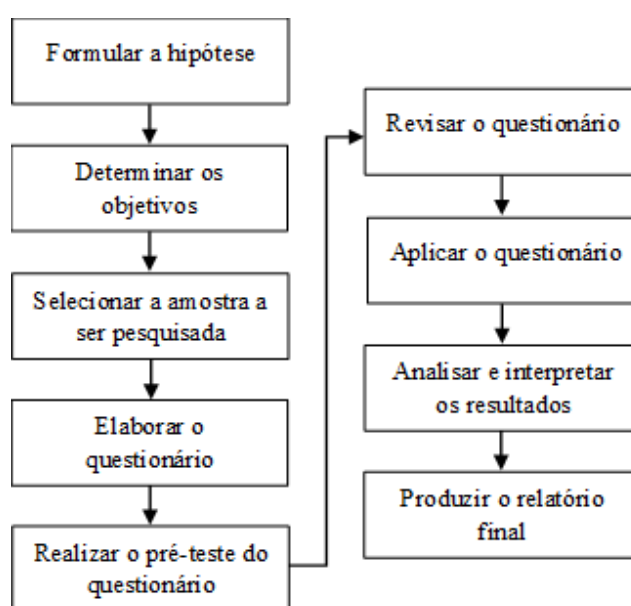 Formular a hipótese
Determinar os
objetivos
Selecionar a amostra a
ser pesquisada
Elaborar o
questionário
Realizar o pré-teste do
questionário
Revisar o questionário
Aplicar o questionário
Analisar e interpretar
os resultados
Produzir o relatório
final